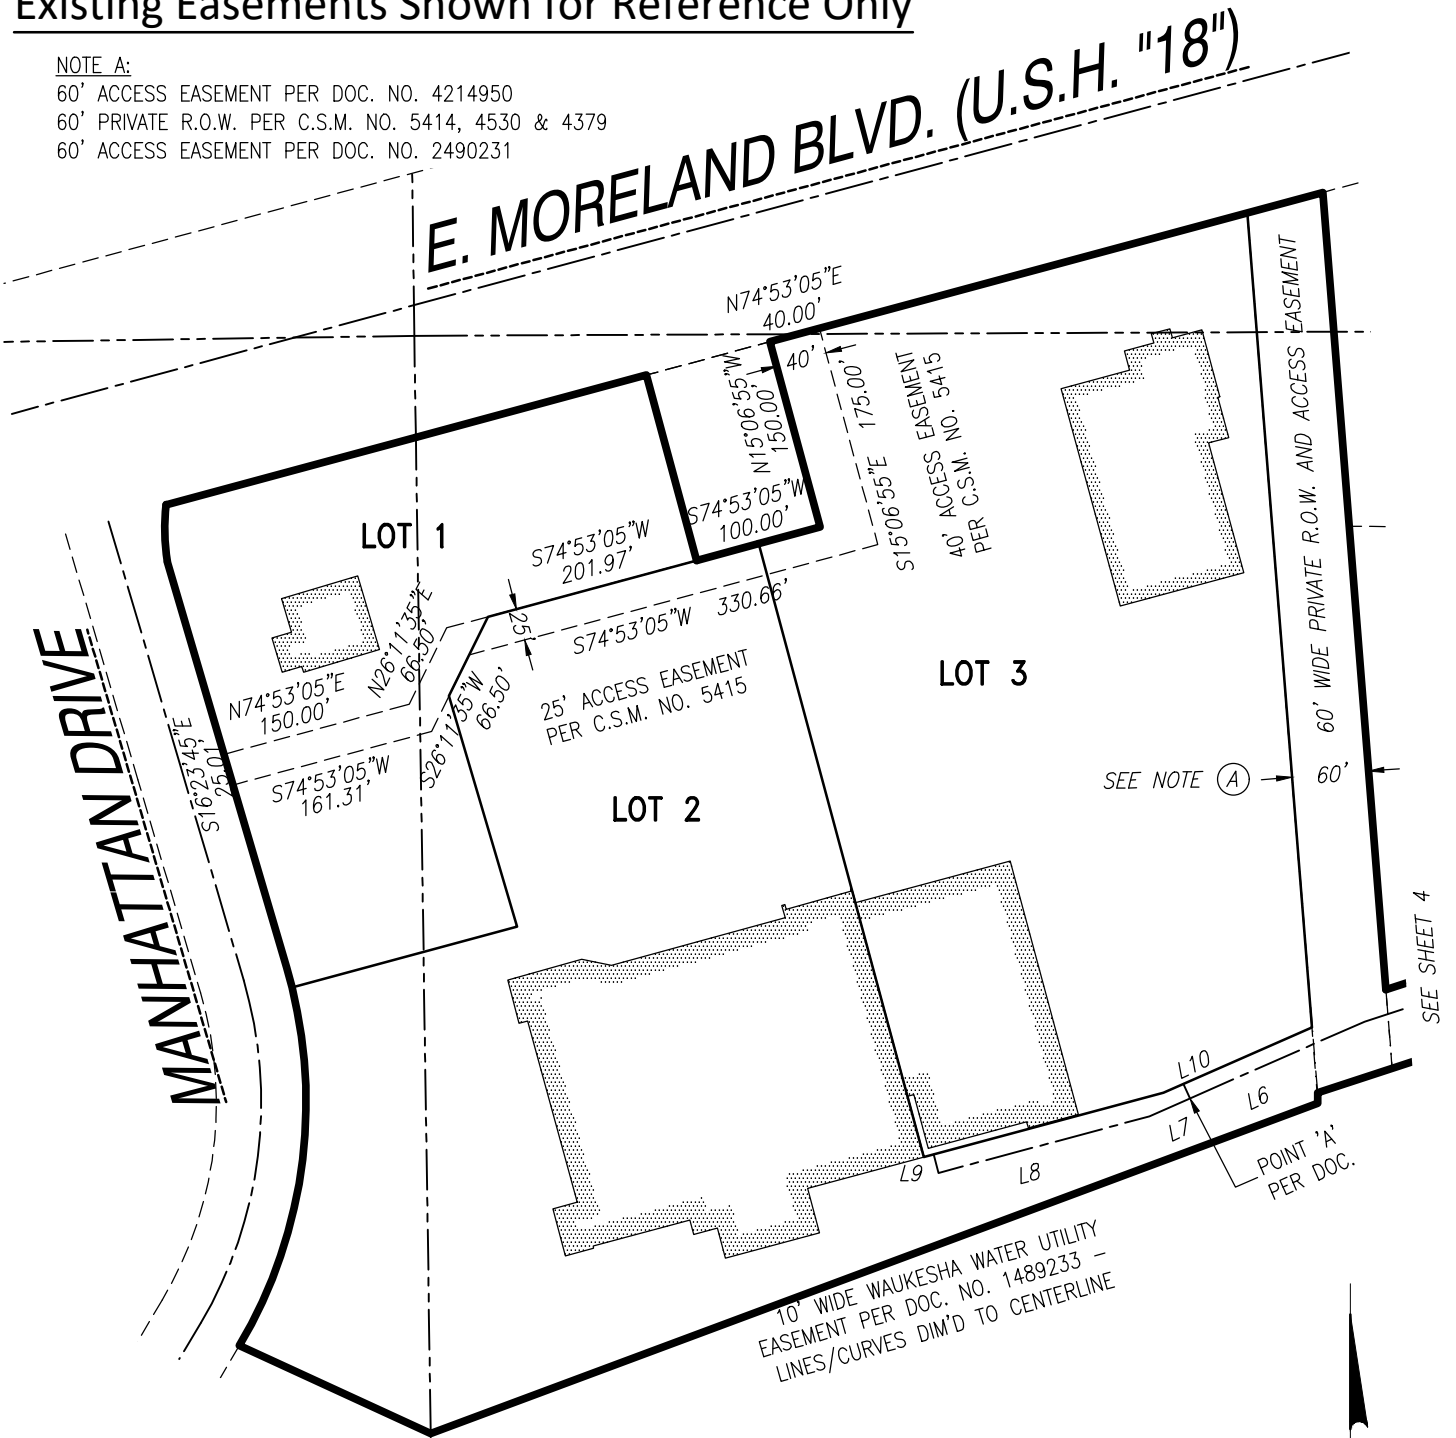 Existing Easements Shown for Reference Only
NOTE A:
60' ACCESS EASEMENT PER DOC. NO. 4214950
60' PRIVATE R.O.W. PER C.S.M. NO. 5414, 4530 & 4379
60' ACCESS EASEMENT PER DOC. NO. 2490231
E. MORELAND BLVD. (U.S.H. "18")
N74°53'05"E
40.00'
40'
N15°06'55"W
150.00'
S15°06'55"E 175.00'
40' ACCESS EASEMENT
PER C.S.M. NO. 5415
60' WIDE PRIVATE R.O.W. AND ACCESS EASEMENT
S74°53'05"W
100.00'
LOT 1
S74°53'05"W
201.97'
25'
S74°53'05"W 330.66'
N26°11'35"E
66.50'
S26°11'35"W
66.50'
25' ACCESS EASEMENT
PER C.S.M. NO. 5415
N74°53'05"E
150.00'
S74°53'05"W
161.31'
S16°23'45"E
25.01
MANHATTAN DRIVE
LOT 2
LOT 3
SEE NOTE A
60'
SEE SHEET 4
L10
L6
L7
L8
L9
POINT 'A'
PER DOC.
10' WIDE WAUKESHA WATER UTILITY
EASEMENT PER DOC. NO. 1489233 -
LINES/CURVES DIM'D TO CENTERLINE